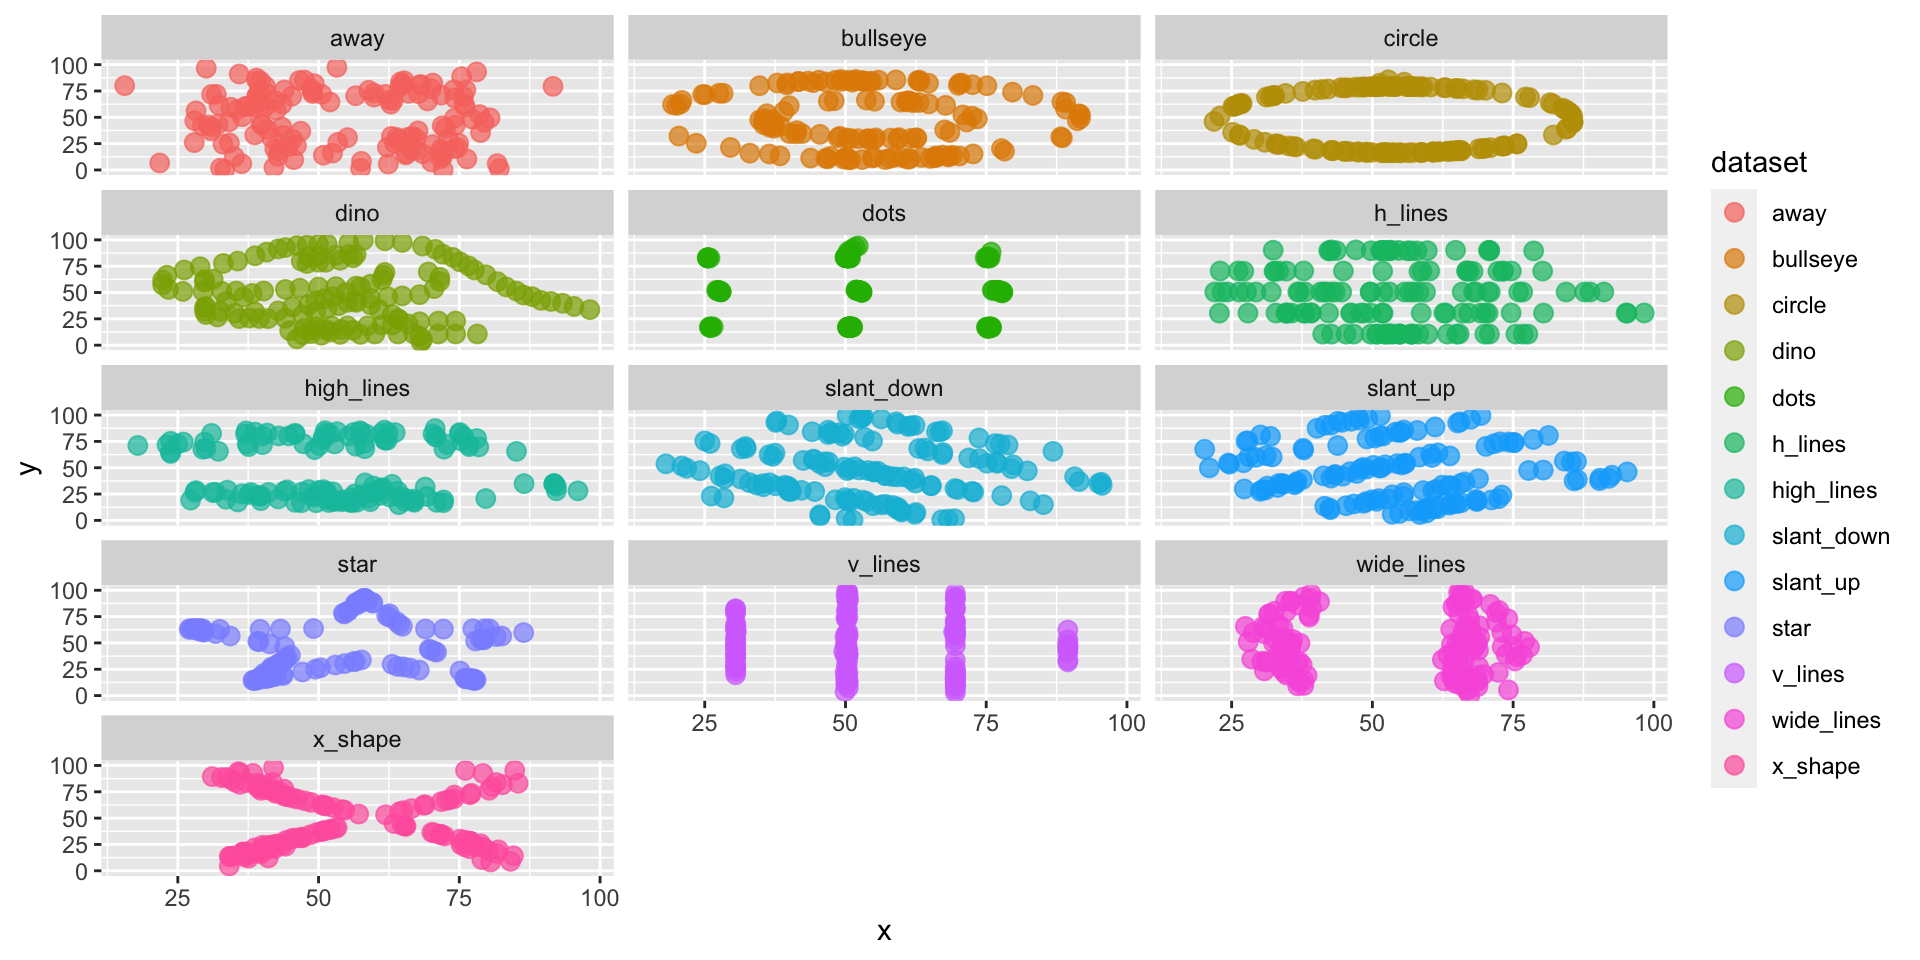 away bullseye circle
100
75
50
25
0
dino dots h_lines
100
75
50
25
0
high_lines slant_down slant_up
100
75
50
25
0
star v_lines wide_lines
100
75
50
25
0
25 50 75 100 25 50 75 100
x_shape
100
75
50
25
0
25 50 75 100
x
y
dataset
away
bullseye
circle
dino
dots
h_lines
high_lines
slant_down
slant_up
star
v_lines
wide_lines
x_shape